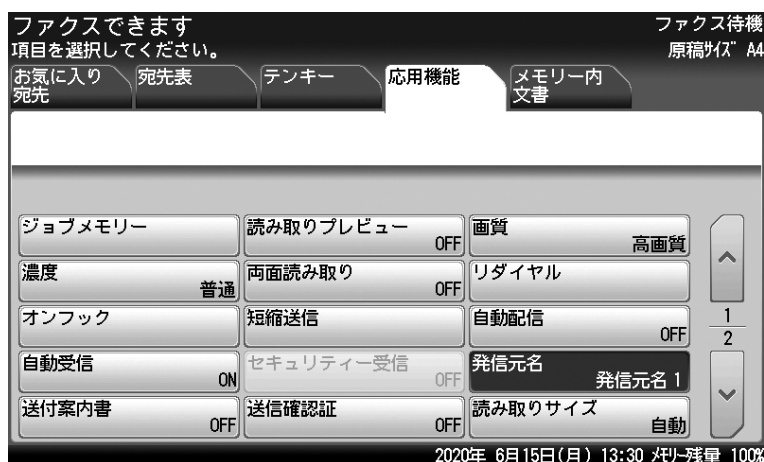 ファクスできます
ファクス待機
項目を選択してください。
原稿ｻｲｽﾞ A4
お気に入り宛先
宛先表
テンキー
応用機能
メモリー内文書
ジョブメモリー
読み取りプレビュー OFF
画質 高画質
濃度 普通
両面読み取り OFF
リダイヤル
オンフック
短縮送信
自動配信 OFF
1
2
自動受信 ON
セキュリティー受信 OFF
発信元名 発信元名 1
送付案内書 OFF
送信確認証 OFF
読み取りサイズ 自動
2020年 6月15日(月) 13:30 ﾒﾓﾘｰ残量 100%